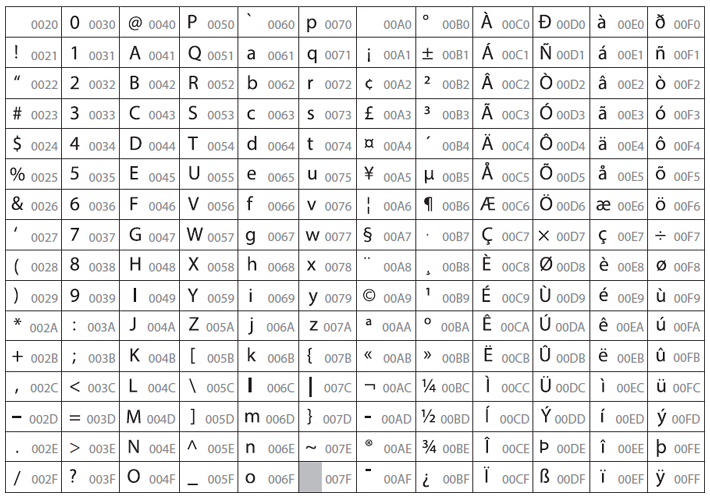 0020 0 0030 @ 0040 P 0050 ` 0060 p 0070 00A0 ° 00B0 À 00C0 Ð 00D0 à 00E0 ð 00F0
! 0021 1 0031 A 0041 Q 0051 a 0061 q 0071 ¡ 00A1 ± 00B1 Á 00C1 Ñ 00D1 á 00E1 ñ 00F1
“ 0022 2 0032 B 0042 R 0052 b 0062 r 0072 ¢ 00A2 ² 00B2 Â 00C2 Ò 00D2 â 00E2 ò 00F2
# 0023 3 0033 C 0043 S 0053 c 0063 s 0073 £ 00A3 ³ 00B3 Ã 00C3 Ó 00D3 ã 00E3 ó 00F3
$ 0024 4 0034 D 0044 T 0054 d 0064 t 0074 ¤ 00A4 ´ 00B4 Ä 00C4 Ô 00D4 ä 00E4 ô 00F4
% 0025 5 0035 E 0045 U 0055 e 0065 u 0075 ¥ 00A5 µ 00B5 Å 00C5 Õ 00D5 å 00E5 õ 00F5
& 0026 6 0036 F 0046 V 0056 f 0066 v 0076 ¦ 00A6 ¶ 00B6 Æ 00C6 Ö 00D6 æ 00E6 ö 00F6
‘ 0027 7 0037 G 0047 W 0057 g 0067 w 0077 § 00A7 · 00B7 Ç 00C7 × 00D7 ç 00E7 ÷ 00F7
( 0028 8 0038 H 0048 X 0058 h 0068 x 0078 ¨ 00A8 ¸ 00B8 È 00C8 Ø 00D8 è 00E8 ø 00F8
) 0029 9 0039 I 0049 Y 0059 i 0069 y 0079 © 00A9 ¹ 00B9 É 00C9 Ù 00D9 é 00E9 ù 00F9
* 002A : 003A J 004A Z 005A j 006A z 007A ª 00AA º 00BA Ê 00CA Ú 00DA ê 00EA ú 00FA
+ 002B ; 003B K 004B [ 005B k 006B { 007B « 00AB » 00BB Ë 00CB Û 00DB ë 00EB û 00FB
, 002C < 003C L 004C \ 005C l 006C | 007C ¬ 00AC ¼ 00BC Ì 00CC Ü 00DC ì 00EC ü 00FC
– 002D = 003D M 004D ] 005D m 006D } 007D - 00AD ½ 00BD Í 00CD Ý 00DD í 00ED ý 00FD
. 002E > 003E N 004E ^ 005E n 006E ~ 007E ® 00AE ¾ 00BE Î 00CE Þ 00DE î 00EE þ 00FE
/ 002F ? 003F O 004F _ 005F o 006F 007F ¯ 00AF ¿ 00BF Ï 00CF ß 00DF ï 00EF ÿ 00FF